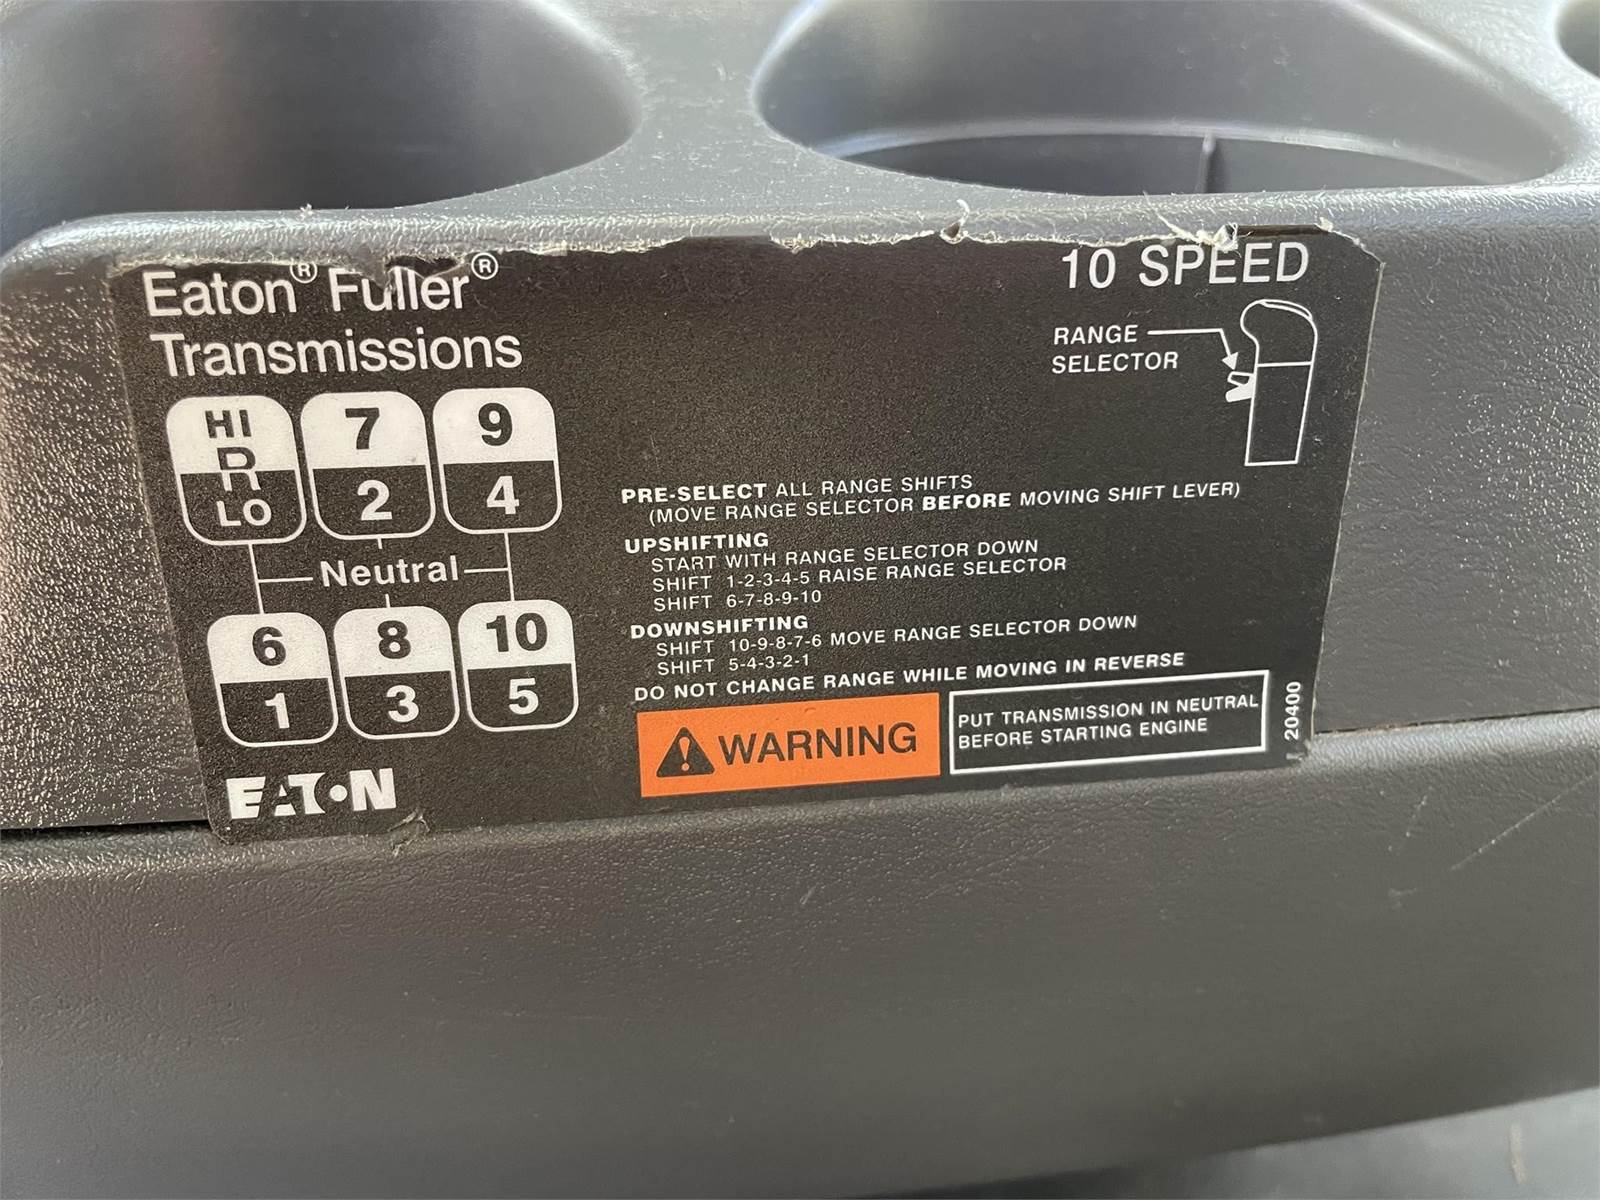 Eaton® Fuller®
Transmissions
10 SPEED
RANGE
SELECTOR
HI
R
LO
7
2
9
4
Neutral
6
1
8
3
10
5
PRE-SELECT ALL RANGE SHIFTS
(MOVE RANGE SELECTOR BEFORE MOVING SHIFT LEVER)
UPSHIFTING
START WITH RANGE SELECTOR DOWN
SHIFT 1-2-3-4-5 RAISE RANGE SELECTOR
SHIFT 6-7-8-9-10
DOWNSHIFTING
SHIFT 10-9-8-7-6 MOVE RANGE SELECTOR DOWN
SHIFT 5-4-3-2-1
DO NOT CHANGE RANGE WHILE MOVING IN REVERSE
WARNING
PUT TRANSMISSION IN NEUTRAL
BEFORE STARTING ENGINE
20400
EATON